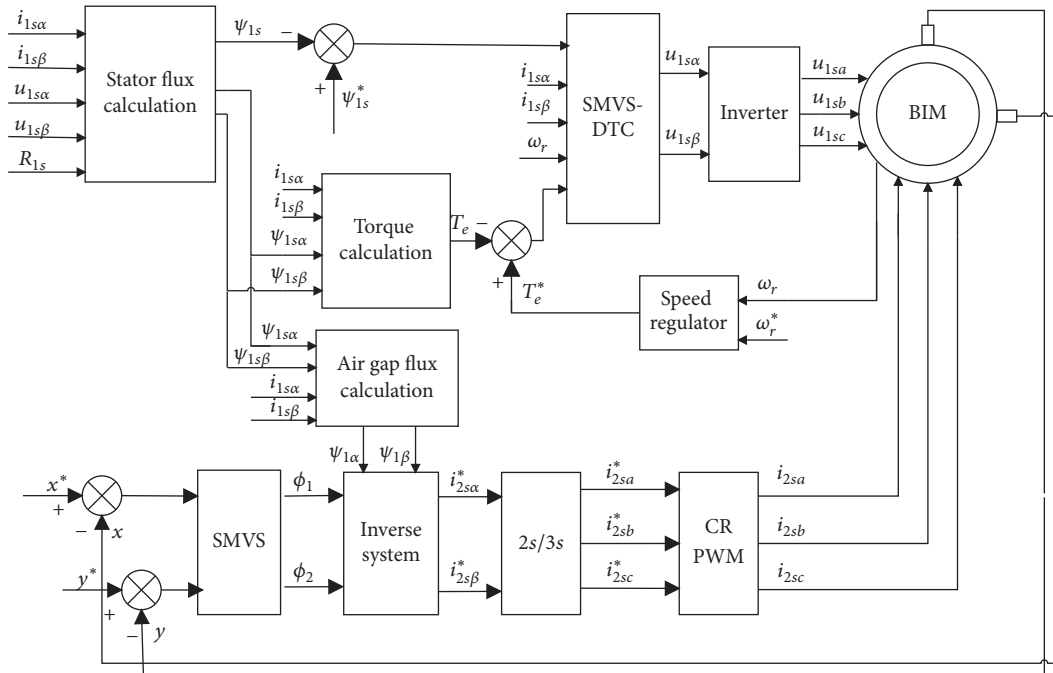 i1sα
i1sβ
u1sα
u1sβ
R1s
Stator flux
calculation
ψ1s
−
+
ψ*1s
i1sα
i1sβ
ωr
SMVS-
DTC
u1sα
u1sβ
Inverter
u1sa
u1sb
u1sc
BIM
i1sα
i1sβ
ψ1sα
ψ1sβ
Torque
calculation
Te
−
+
T*e
Speed
regulator
ωr
ω*r
ψ1sα
ψ1sβ
i1sα
i1sβ
Air gap flux
calculation
ψ1α
ψ1β
x*
+
−
x
y*
+
−
y
SMVS
ϕ1
ϕ2
Inverse
system
i*2sα
i*2sβ
2s/3s
i*2sa
i*2sb
i*2sc
CR
PWM
i2sa
i2sb
i2sc